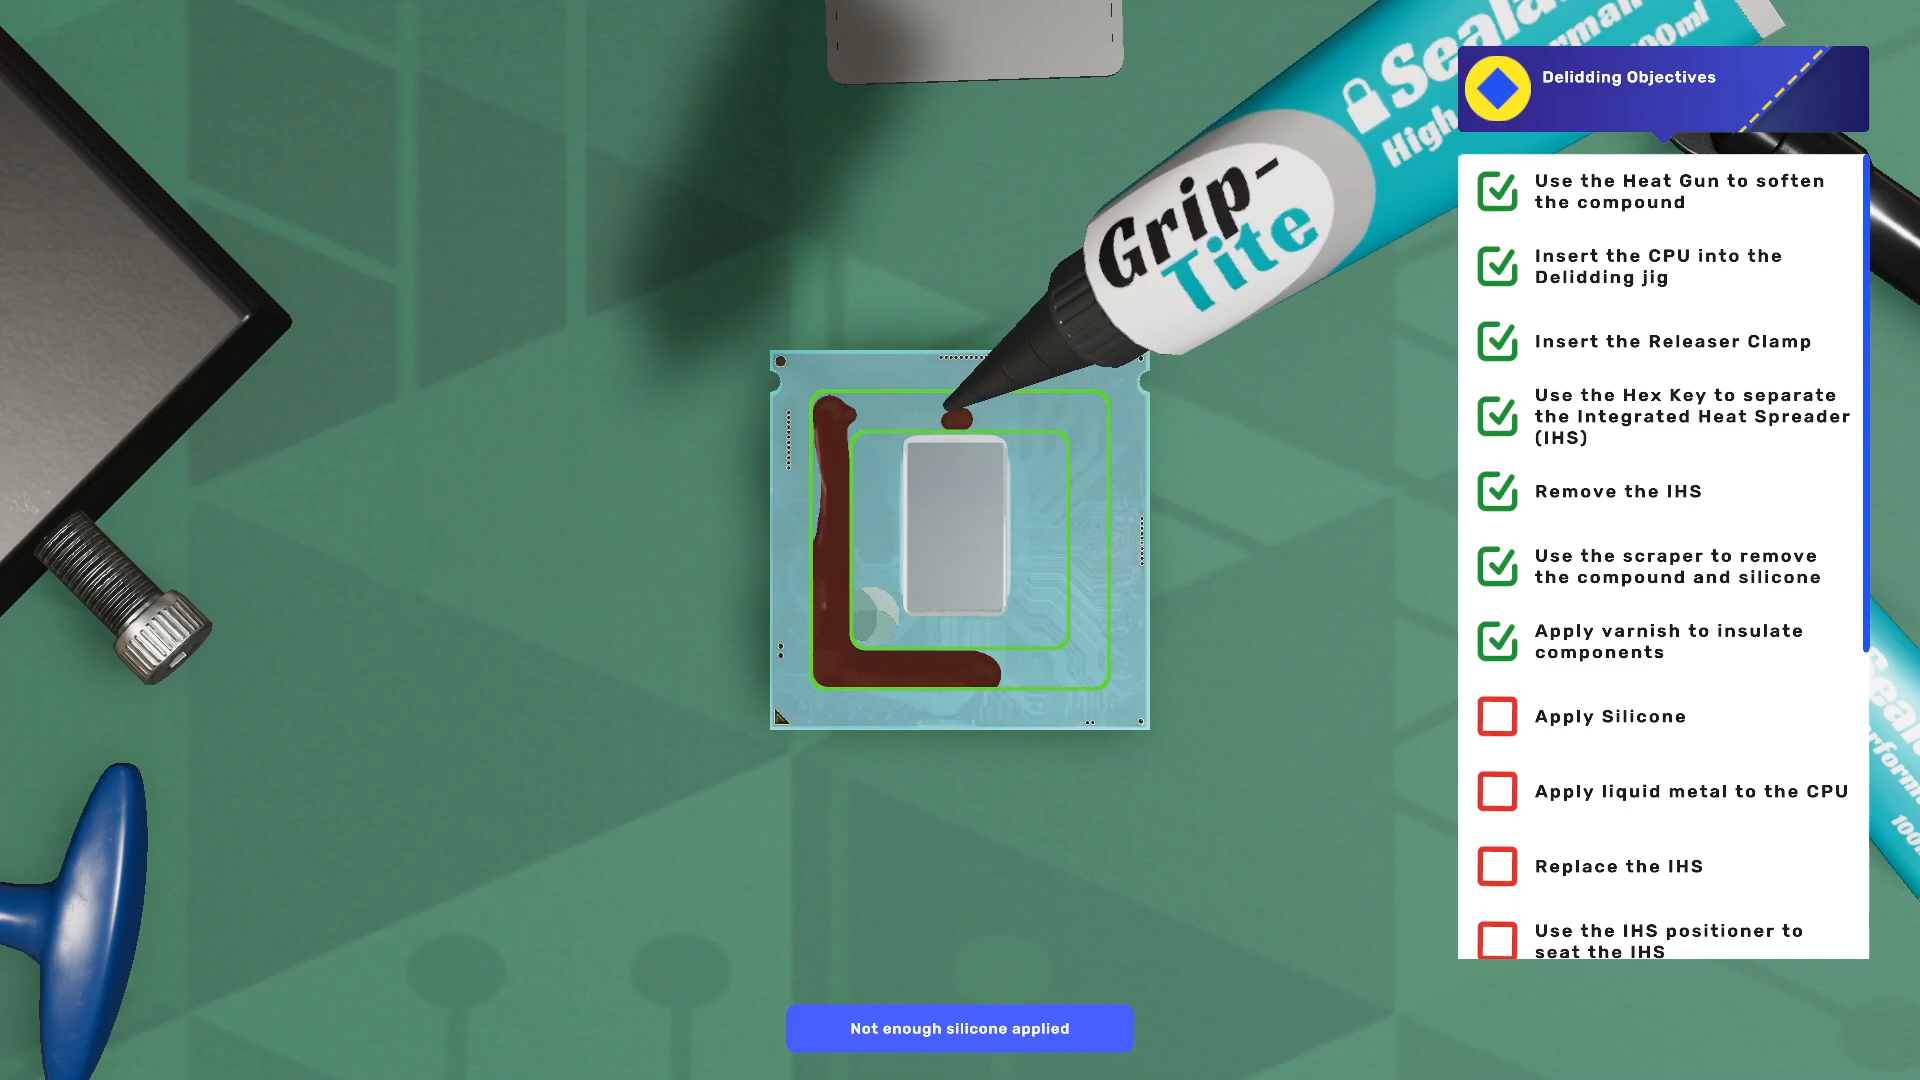 Grip-
Tite
High
00ml
Delidding Objectives
Use the Heat Gun to soften
the compound
Insert the CPU into the
Delidding jig
Insert the Releaser Clamp
Use the Hex Key to separate
the Integrated Heat Spreader
(IHS)
Remove the IHS
Use the scraper to remove
the compound and silicone
Apply varnish to insulate
components
Apply Silicone
Apply liquid metal to the CPU
Replace the IHS
Use the IHS positioner to
seat the IHS
Not enough silicone applied